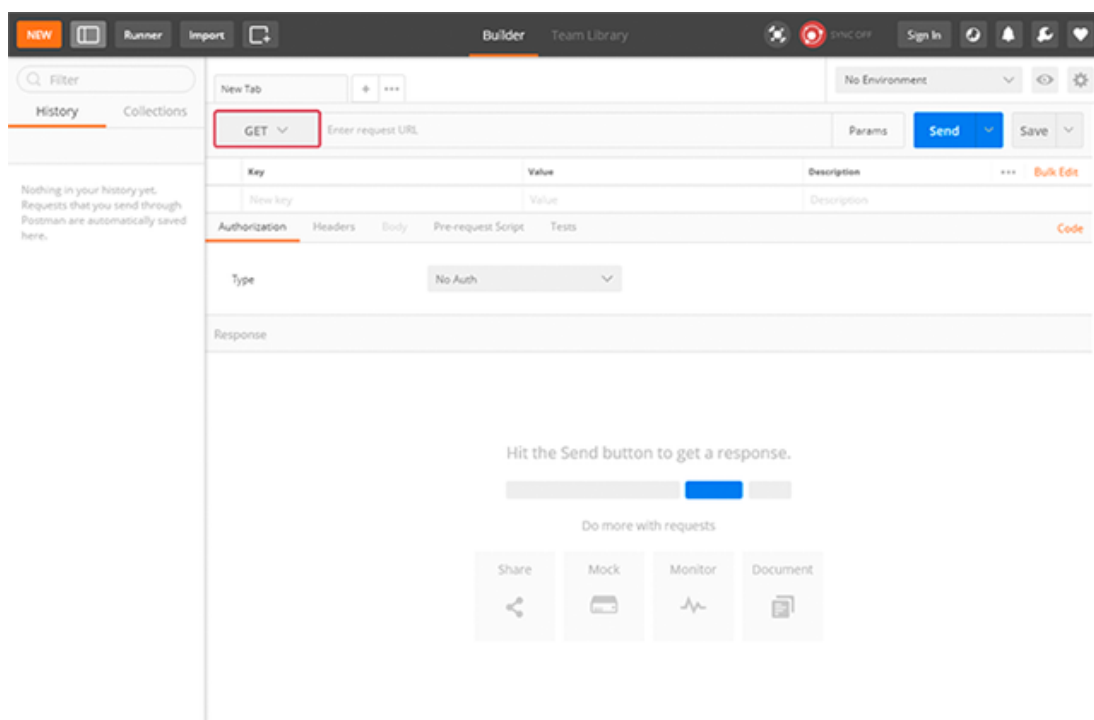 NEW Runner Import Builder Team Library SYNC OFF Sign In
Filter
History Collections
Nothing in your history yet.
Requests that you send through
Postman are automatically saved
here.
New Tab + ••• No Environment
GET Enter request URL Params Send Save
Key Value Description ••• Bulk Edit
New key Value Description
Authorization Headers Body Pre-request Script Tests Code
Type No Auth
Response
Hit the Send button to get a response.
Do more with requests
Share Mock Monitor Document